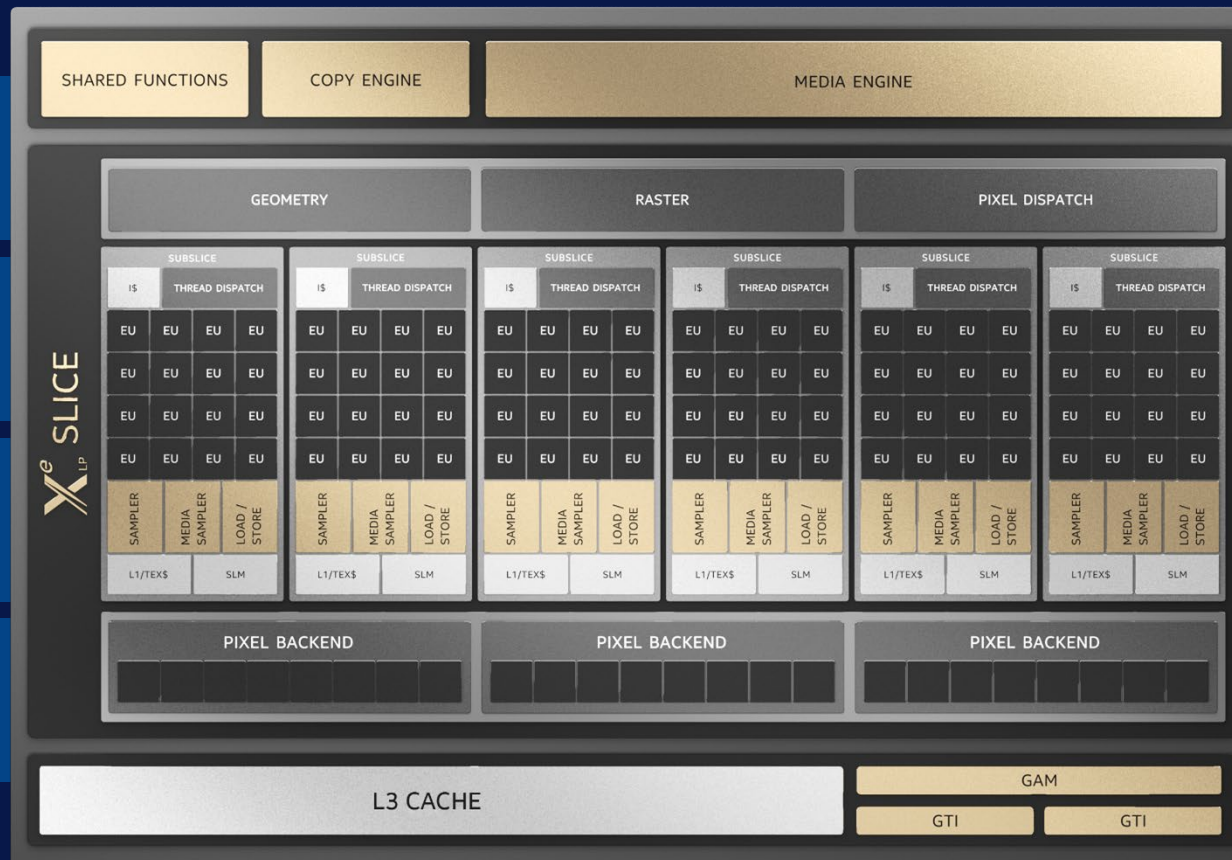 SHARED FUNCTIONS COPY ENGINE MEDIA ENGINE
GEOMETRY RASTER PIXEL DISPATCH
SUBSLICE SUBSLICE SUBSLICE SUBSLICE SUBSLICE SUBSLICE
I$ THREAD DISPATCH I$ THREAD DISPATCH I$ THREAD DISPATCH I$ THREAD DISPATCH I$ THREAD DISPATCH I$ THREAD DISPATCH
EU EU EU EU EU EU EU EU EU EU EU EU EU EU EU EU EU EU EU EU EU EU EU EU
EU EU EU EU EU EU EU EU EU EU EU EU EU EU EU EU EU EU EU EU EU EU EU EU
EU EU EU EU EU EU EU EU EU EU EU EU EU EU EU EU EU EU EU EU EU EU EU EU
EU EU EU EU EU EU EU EU EU EU EU EU EU EU EU EU EU EU EU EU EU EU EU EU
Xe LP SLICE
SAMPLER MEDIA SAMPLER LOAD / STORE SAMPLER MEDIA SAMPLER LOAD / STORE SAMPLER MEDIA SAMPLER LOAD / STORE SAMPLER MEDIA SAMPLER LOAD / STORE SAMPLER MEDIA SAMPLER LOAD / STORE SAMPLER MEDIA SAMPLER LOAD / STORE
L1/TEX$ SLM L1/TEX$ SLM L1/TEX$ SLM L1/TEX$ SLM L1/TEX$ SLM L1/TEX$ SLM
PIXEL BACKEND PIXEL BACKEND PIXEL BACKEND
L3 CACHE
GAM
GTI GTI